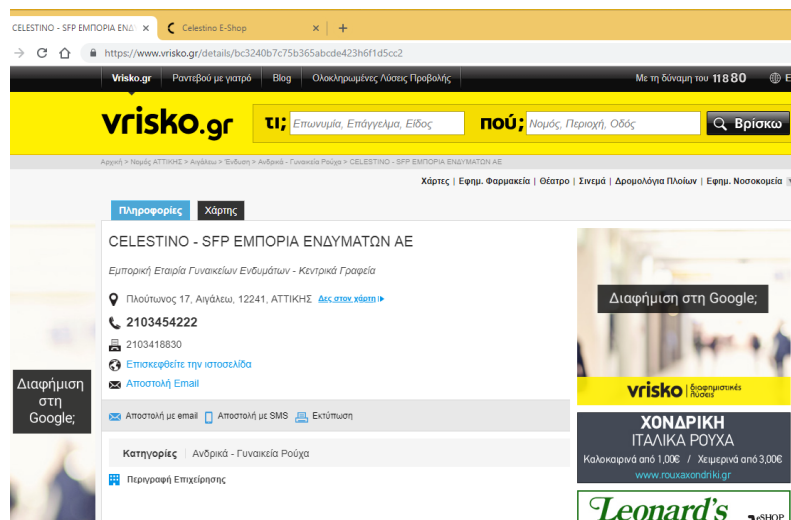 CELESTINO - SFP ΕΜΠΟΡΙΑ ΕΝΔ
Celestino E-Shop
https://www.vrisko.gr/details/bc3240b7c75b365abcde423h6f1d5cc2
Vrisko.gr Ραντεβού με γιατρό Blog Ολοκληρωμένες Λύσεις Προβολής Με τη δύναμη του 11880
vrisko.gr τι; Επωνυμία, Επάγγελμα, Είδος πού; Νομός, Περιοχή, Οδός Βρίσκω
Αρχική > Νομός ΑΤΤΙΚΗΣ > Αιγάλεω > Ένδυση > Ανδρικά - Γυναικεία Ρούχα > CELESTINO - SFP ΕΜΠΟΡΙΑ ΕΝΔΥΜΑΤΩΝ ΑΕ
Χάρτες | Εφημ. Φαρμακεία | Θέατρο | Σινεμά | Δρομολόγια Πλοίων | Εφημ. Νοσοκομεία
Πληροφορίες Χάρτης
CELESTINO - SFP ΕΜΠΟΡΙΑ ΕΝΔΥΜΑΤΩΝ ΑΕ
Εμπορική Εταιρία Γυναικείων Ενδυμάτων - Κεντρικά Γραφεία
Πλούτωνος 17, Αιγάλεω, 12241, ΑΤΤΙΚΗΣ Δες στον χάρτη
2103454222
2103418830
Επισκεφθείτε την ιστοσελίδα
Αποστολή Email
Αποστολή με email Αποστολή με SMS Εκτύπωση
Κατηγορίες Ανδρικά - Γυναικεία Ρούχα
Περιγραφή Επιχείρησης
Διαφήμιση
στη
Google;
Διαφήμιση στη Google;
vrisko διαφημιστικές
λύσεις
ΧΟΝΔΡΙΚΗ
ΙΤΑΛΙΚΑ ΡΟΥΧΑ
Καλοκαιρινά από 1,00€ / Χειμερινά από 3,00€
www.rouxaxondriki.gr
Leonard's eSHOP